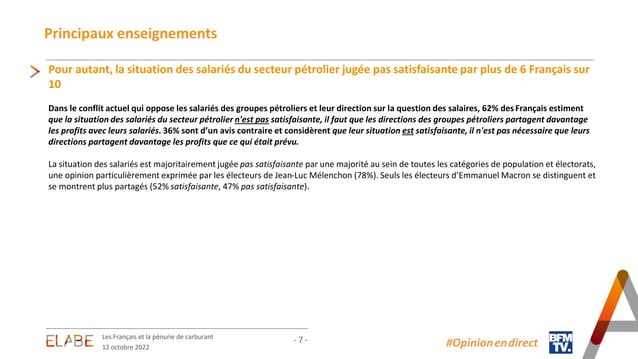 Principaux enseignements
Pour autant, la situation des salariés du secteur pétrolier jugée pas satisfaisante par plus de 6 Français sur
10
Dans le conflit actuel qui oppose les salariés des groupes pétroliers et leur direction sur la question des salaires, 62% des Français estiment
que la situation des salariés du secteur pétrolier n'est pas satisfaisante, il faut que les directions des groupes pétroliers partagent davantage
les profits avec leurs salariés. 36% sont d'un avis contraire et considèrent que leur situation est satisfaisante, il n'est pas nécessaire que leurs
directions partagent davantage les profits que ce qui était prévu.
La situation des salariés est majoritairement jugée pas satisfaisante par une majorité au sein de toutes les catégories de population et électorats,
une opinion particulièrement exprimée par les électeurs de Jean-Luc Mélenchon (78%). Seuls les électeurs d'Emmanuel Macron se distinguent et
se montrent plus partagés (52% satisfaisante, 47% pas satisfaisante).
ELABE
Les Français et la pénurie de carburant
12 octobre 2022
- 7 -
#Opinion en direct
BFM
TV.